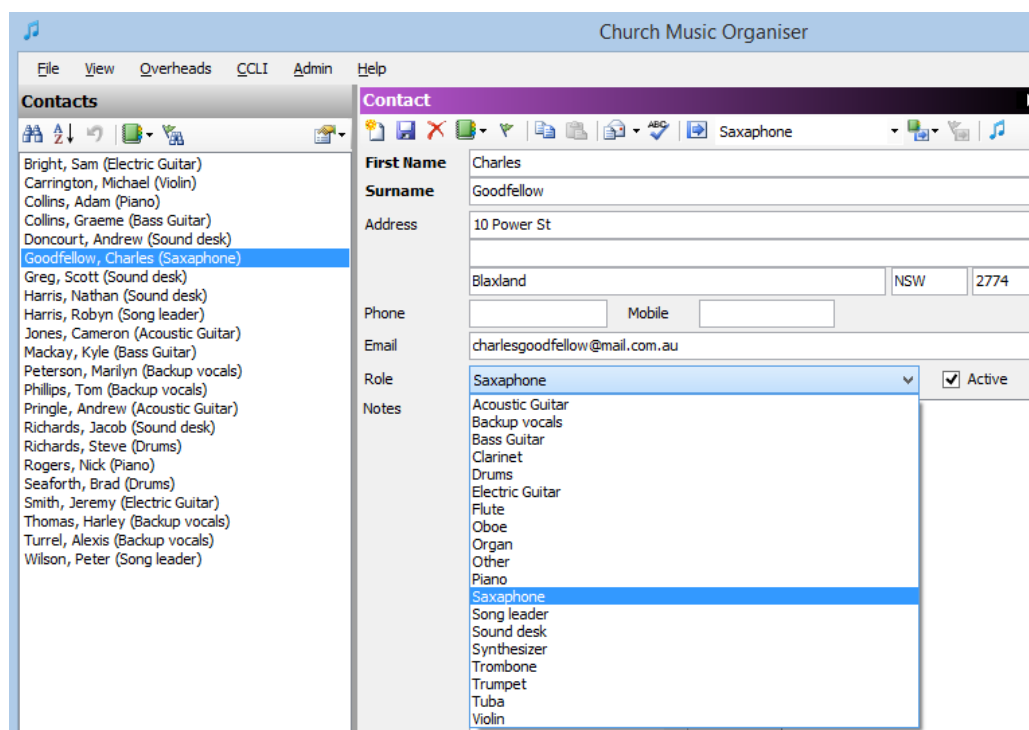 Church Music Organiser
File View Overheads CCLI Admin Help
Contacts
Bright, Sam (Electric Guitar)
Carrington, Michael (Violin)
Collins, Adam (Piano)
Collins, Graeme (Bass Guitar)
Doncourt, Andrew (Sound desk)
Goodfellow, Charles (Saxaphone)
Greg, Scott (Sound desk)
Harris, Nathan (Sound desk)
Harris, Robyn (Song leader)
Jones, Cameron (Acoustic Guitar)
Mackay, Kyle (Bass Guitar)
Peterson, Marilyn (Backup vocals)
Phillips, Tom (Backup vocals)
Pringle, Andrew (Acoustic Guitar)
Richards, Jacob (Sound desk)
Richards, Steve (Drums)
Rogers, Nick (Piano)
Seaforth, Brad (Drums)
Smith, Jeremy (Electric Guitar)
Thomas, Harley (Backup vocals)
Turrel, Alexis (Backup vocals)
Wilson, Peter (Song leader)
Contact
ABC Saxaphone
First Name Charles
Surname Goodfellow
Address 10 Power St
Blaxland NSW 2774
Phone Mobile
Email charlesgoodfellow@mail.com.au
Role Saxaphone Active
Notes
Acoustic Guitar
Backup vocals
Bass Guitar
Clarinet
Drums
Electric Guitar
Flute
Oboe
Organ
Other
Piano
Saxaphone
Song leader
Sound desk
Synthesizer
Trombone
Trumpet
Tuba
Violin